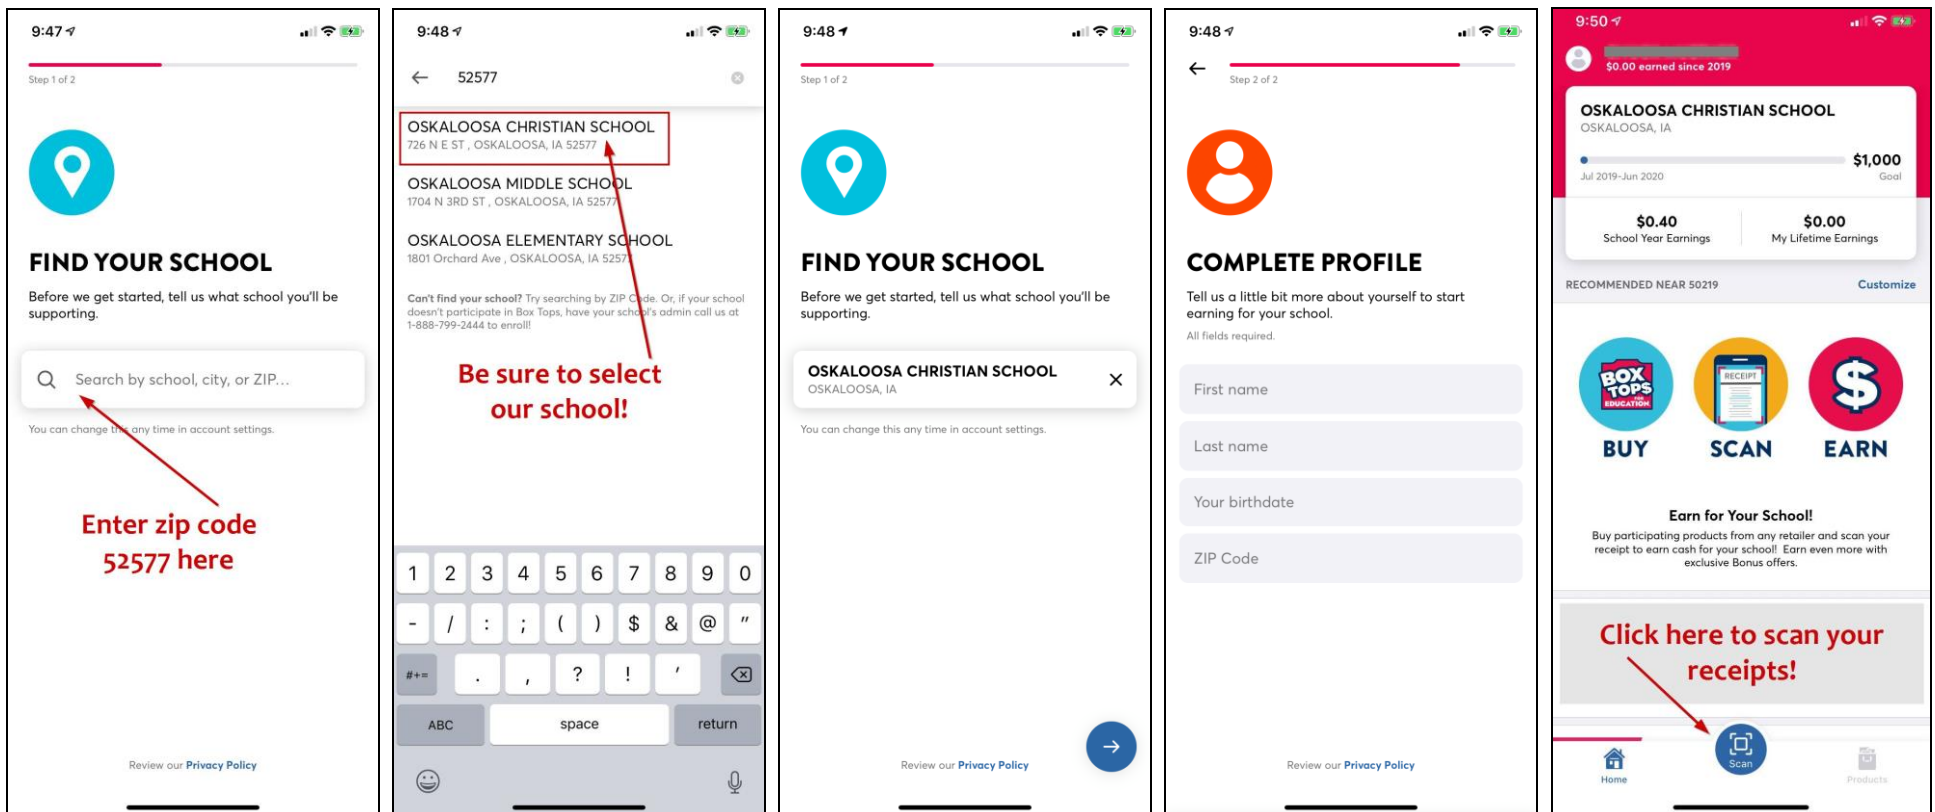 9:47
Step 1 of 2
FIND YOUR SCHOOL
Before we get started, tell us what school you'll be
supporting.
Search by school, city, or ZIP...
You can change this any time in account settings.
Enter zip code
52577 here
Review our Privacy Policy
9:48
52577
OSKALOOSA CHRISTIAN SCHOOL
726 N E ST , OSKALOOSA, IA 52577
OSKALOOSA MIDDLE SCHOOL
1704 N 3RD ST , OSKALOOSA, IA 52577
OSKALOOSA ELEMENTARY SCHOOL
1801 Orchard Ave , OSKALOOSA, IA 52577
Can't find your school? Try searching by ZIP Code. Or, if your school
doesn't participate in Box Tops, have your school's admin call us at
1-888-799-2444 to enroll!
Be sure to select
our school!
1 2 3 4 5 6 7 8 9 0
- / : ; ( ) $ & @ "
#+= . , ? ! '
ABC space return
9:48
Step 1 of 2
FIND YOUR SCHOOL
Before we get started, tell us what school you'll be
supporting.
OSKALOOSA CHRISTIAN SCHOOL
OSKALOOSA, IA
You can change this any time in account settings.
Review our Privacy Policy
9:48
Step 2 of 2
COMPLETE PROFILE
Tell us a little bit more about yourself to start
earning for your school.
All fields required.
First name
Last name
Your birthdate
ZIP Code
Review our Privacy Policy
9:50
$0.00 earned since 2019
OSKALOOSA CHRISTIAN SCHOOL
OSKALOOSA, IA
$1,000
Jul 2019-Jun 2020 Goal
$0.40 $0.00
School Year Earnings My Lifetime Earnings
RECOMMENDED NEAR 50219 Customize
BOX
TOPS
FOR
EDUCATION
RECEIPT
$
BUY SCAN EARN
Earn for Your School!
Buy participating products from any retailer and scan your
receipt to earn cash for your school! Earn even more with
exclusive Bonus offers.
Click here to scan your
receipts!
Home Scan Products